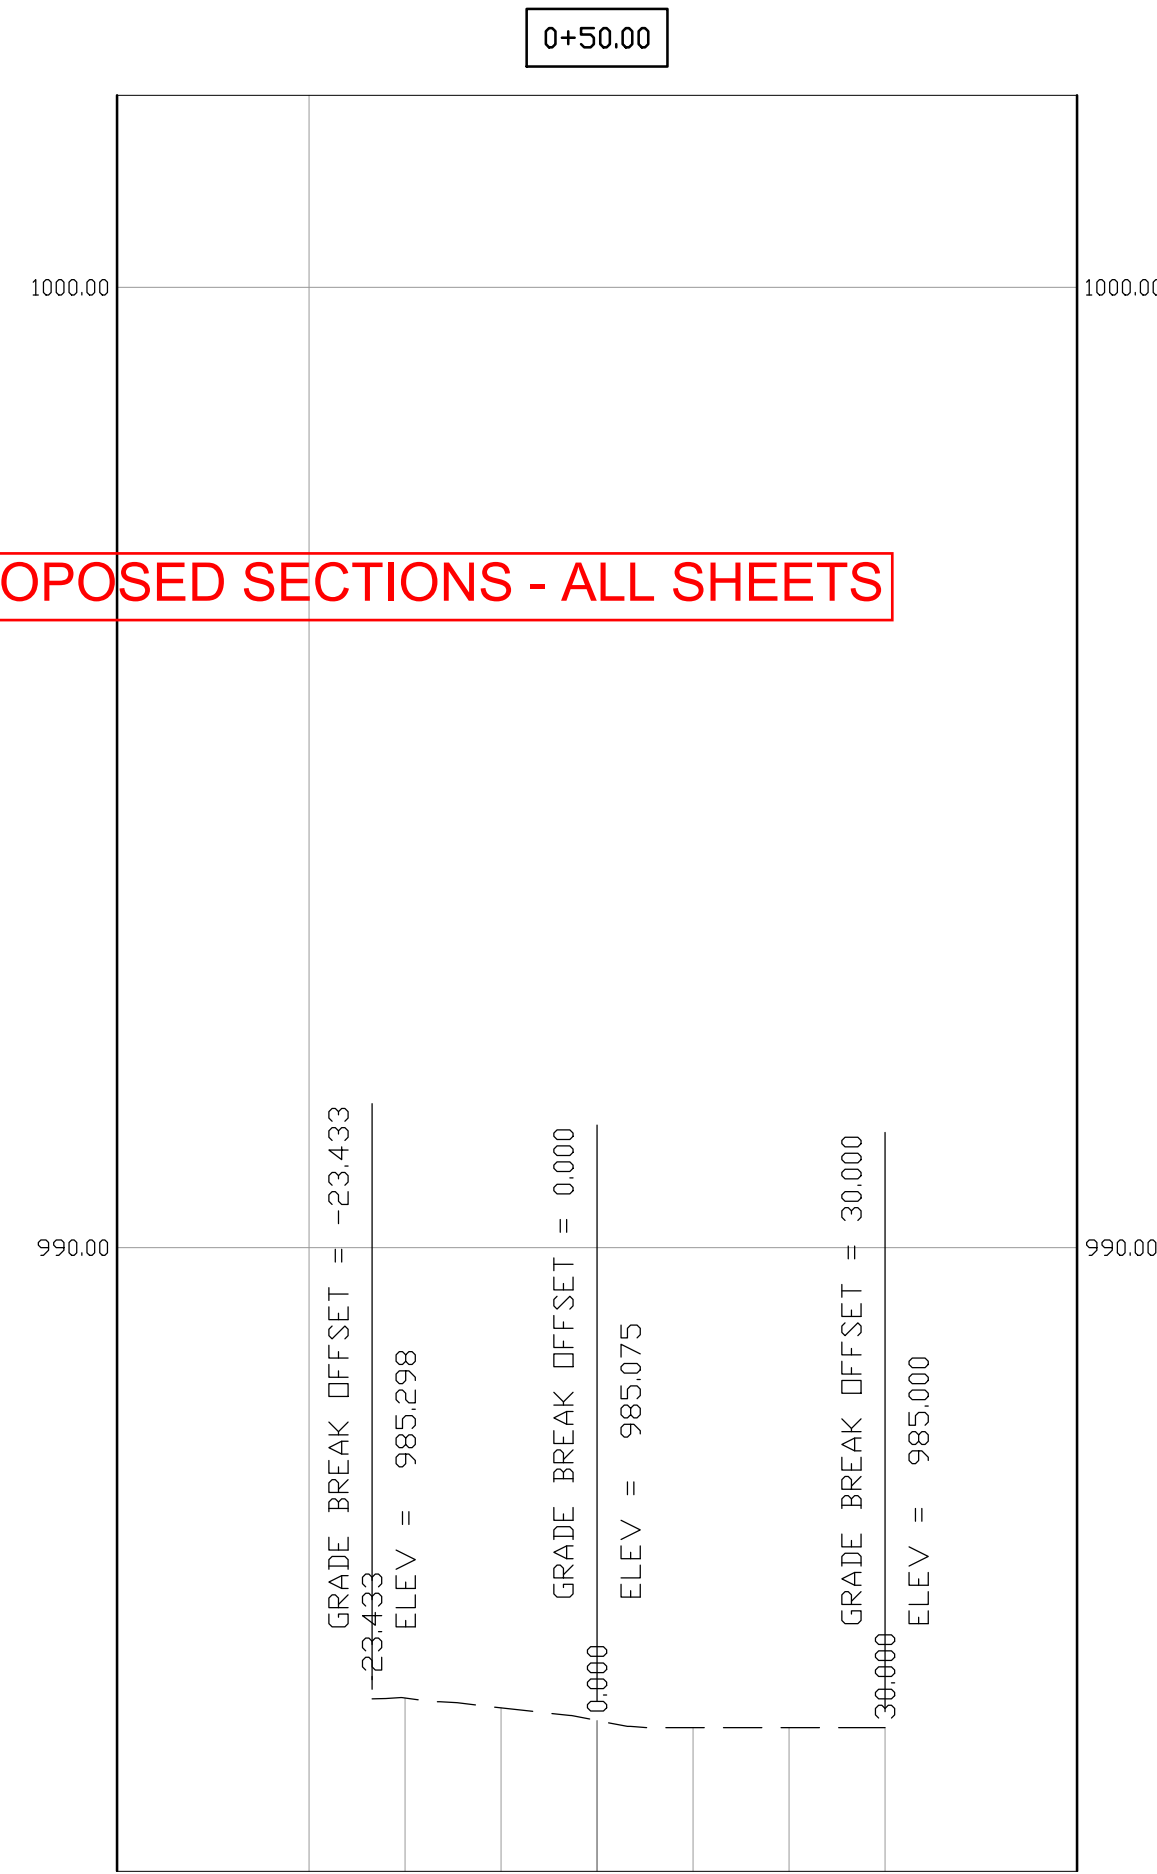 0+50.00
1000.00
1000.00
OPOSED SECTIONS - ALL SHEETS
990.00
990.00
GRADE BREAK OFFSET = -23.433
ELEV = 985.298
-23.433
GRADE BREAK OFFSET = 0.000
ELEV = 985.075
0.000
GRADE BREAK OFFSET = 30.000
ELEV = 985.000
30.000